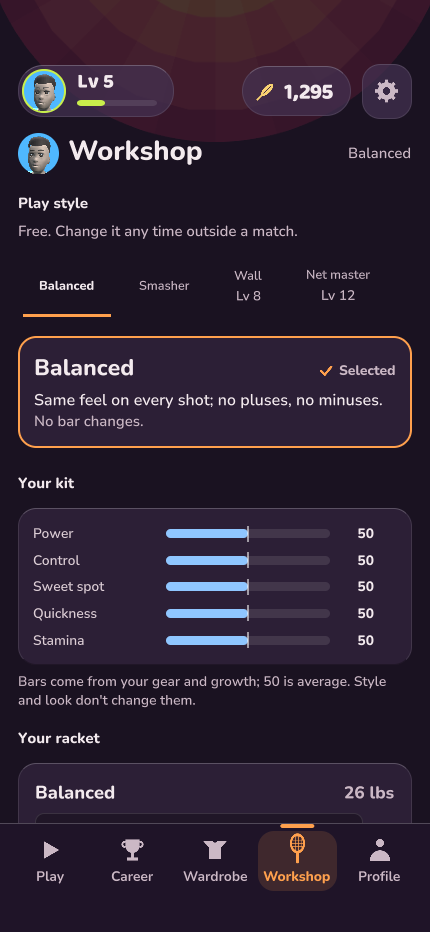 Lv 5
1,295
Workshop
Balanced
Play style
Free. Change it any time outside a match.
Balanced
Smasher
Wall
Lv 8
Net master
Lv 12
Balanced
Selected
Same feel on every shot; no pluses, no minuses.
No bar changes.
Your kit
Power 50
Control 50
Sweet spot 50
Quickness 50
Stamina 50
Bars come from your gear and growth; 50 is average. Style
and look don't change them.
Your racket
Balanced 26 lbs
Play
Career
Wardrobe
Workshop
Profile